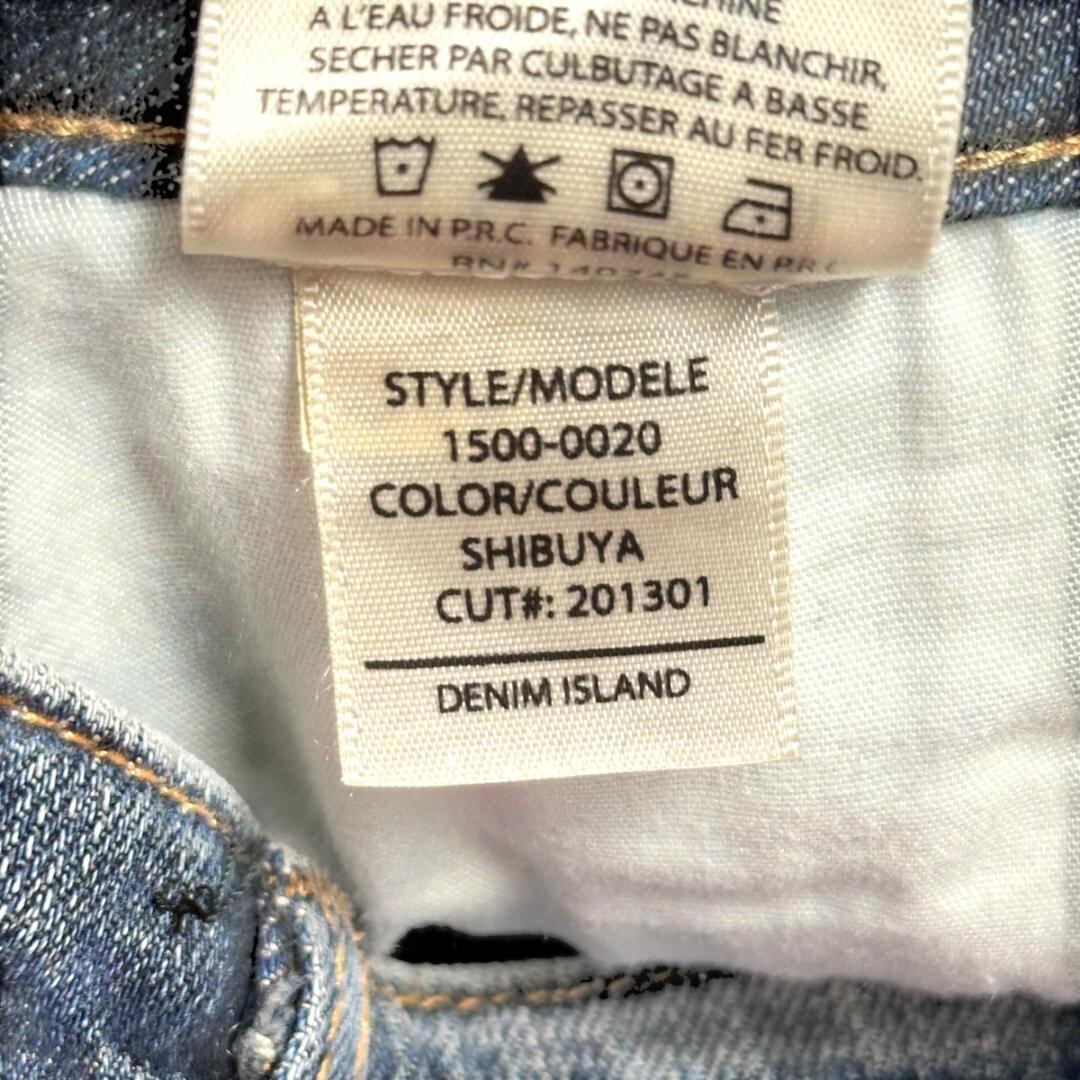 A L'EAU FROIDE, NE PAS BLANCHIR,
SECHER PAR CULBUTAGE A BASSE
TEMPERATURE, REPASSER AU FER FROID.
MADE IN P.R.C. FABRIQUE EN P.R.C.
RN#
STYLE/MODELE
1500-0020
COLOR/COULEUR
SHIBUYA
CUT#: 201301
DENIM ISLAND